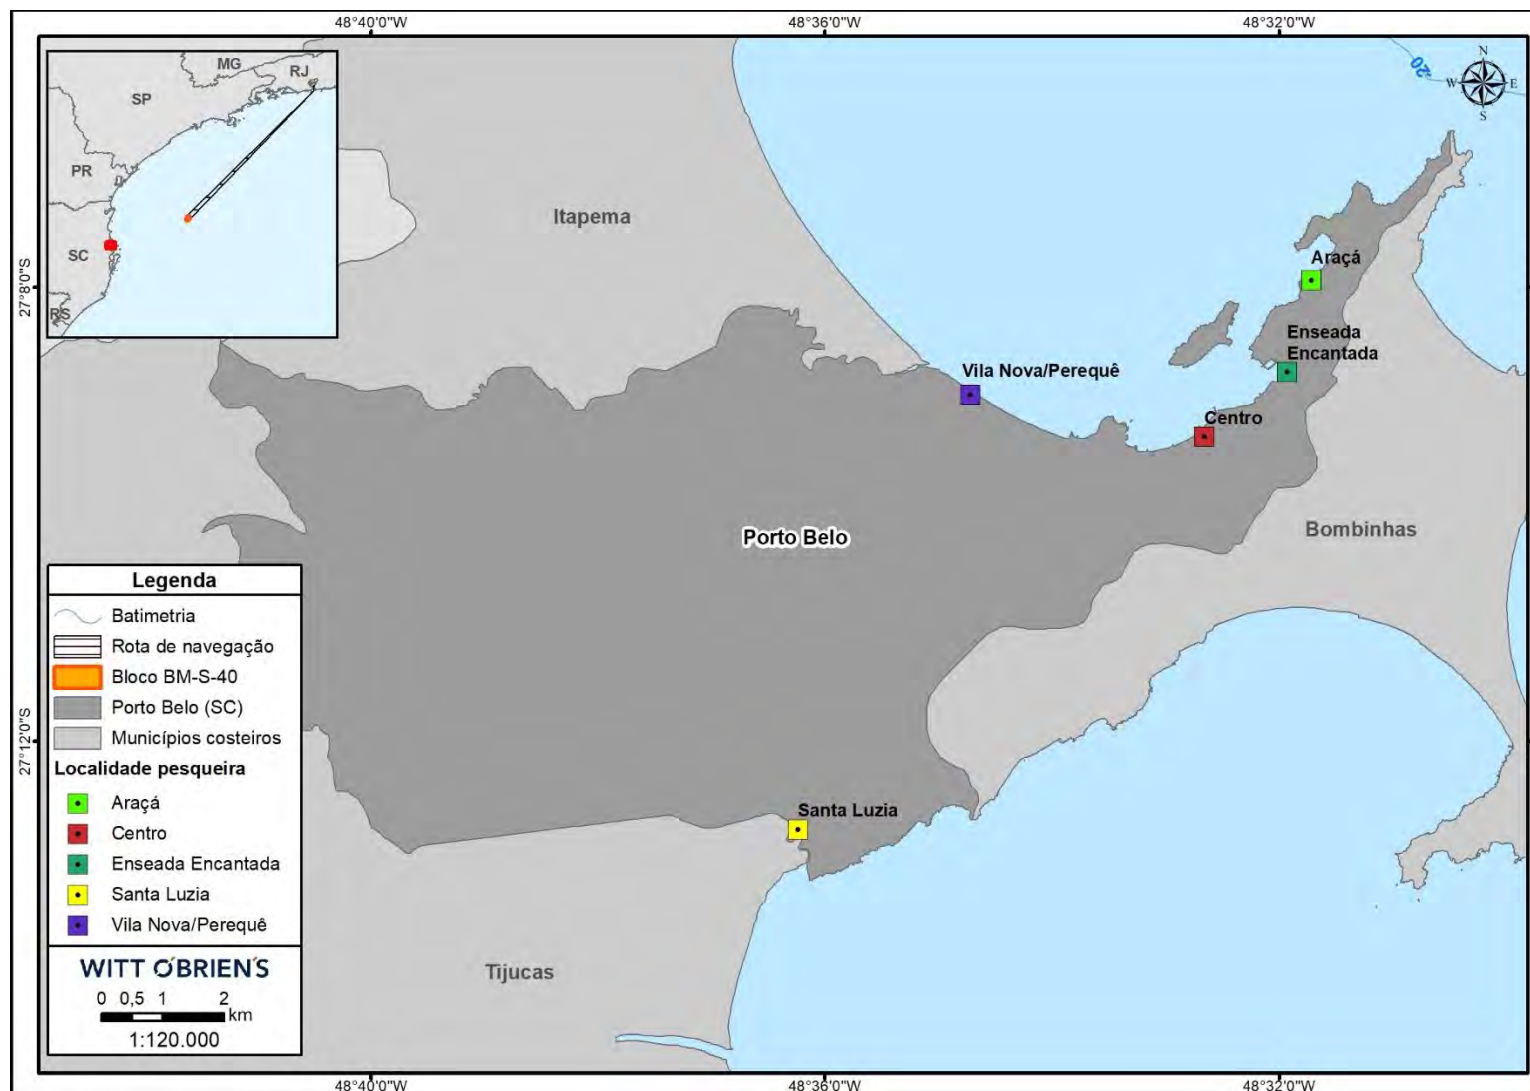 48°40'0"W
48°36'0"W
48°32'0"W
MG
RJ
SP
PR
SC
RS
20
N
W
E
S
Itapema
27°8'0"S
Araçá
Enseada
Encantada
Vila Nova/Perequê
Centro
Porto Belo
Bombinhas
Legenda
Batimetria
Rota de navegação
Bloco BM-S-40
Porto Belo (SC)
Municípios costeiros
Localidade pesqueira
Araçá
Centro
Enseada Encantada
Santa Luzia
Vila Nova/Perequê
27°12'0"S
Santa Luzia
Tijucas
WITT O'BRIEN'S
0 0,5 1 2
km
1:120.000
48°40'0"W
48°36'0"W
48°32'0"W